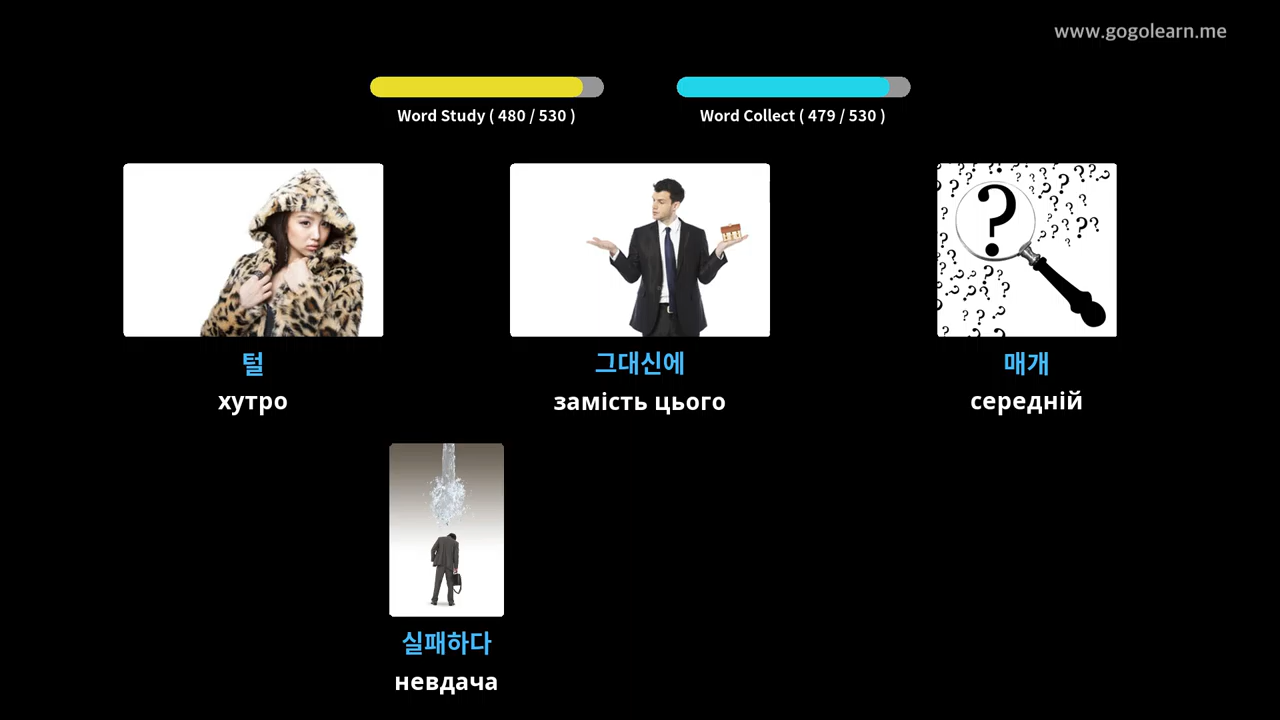 www.gogolearn.me
Word Study ( 480 / 530 )
Word Collect ( 479 / 530 )
털
хутро
그대신에
замість цього
매개
середній
실패하다
невдача